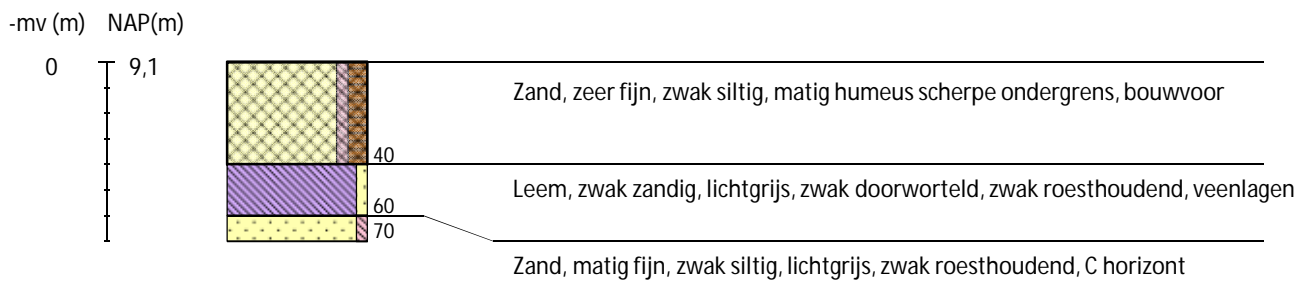 -mv (m) NAP(m)
0 9,1
Zand, zeer fijn, zwak siltig, matig humeus scherpe ondergrens, bouwvoor
40
Leem, zwak zandig, lichtgrijs, zwak doorworteld, zwak roesthoudend, veenlagen
60
70
Zand, matig fijn, zwak siltig, lichtgrijs, zwak roesthoudend, C horizont